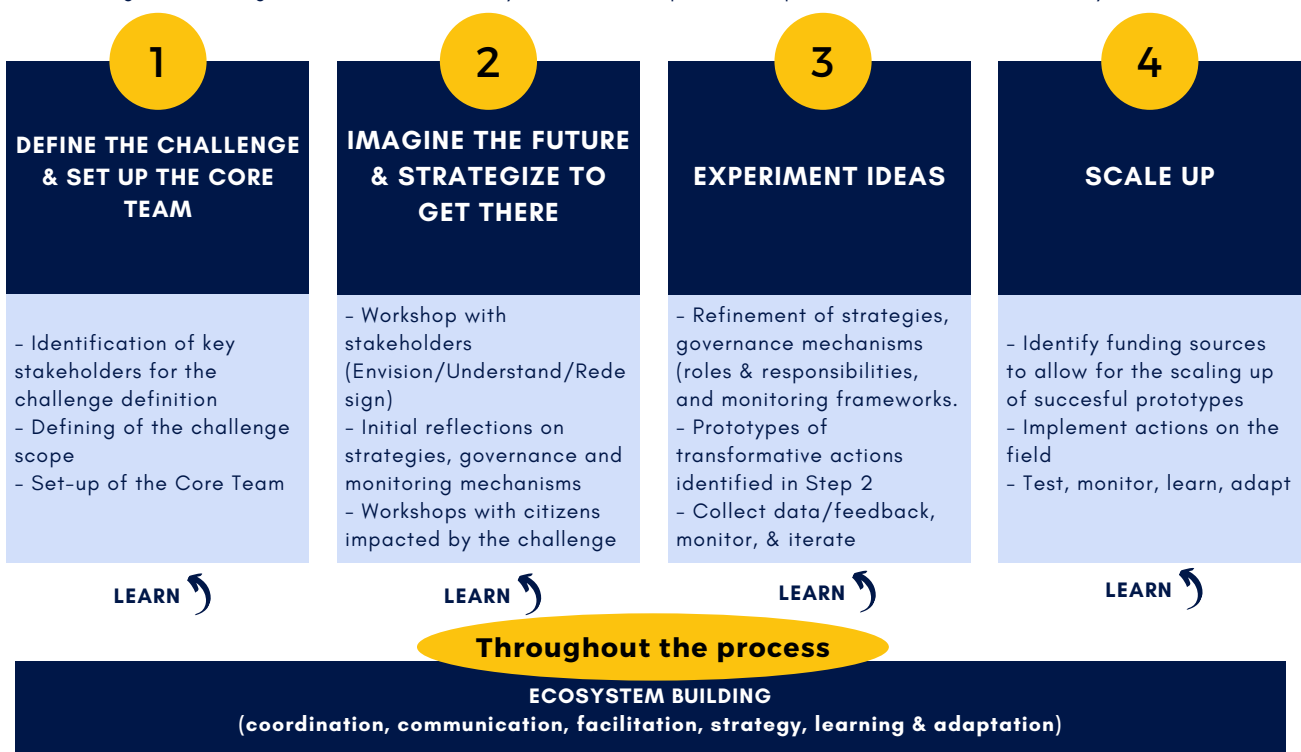 1
DEFINE THE CHALLENGE
& SET UP THE CORE
TEAM
- Identification of key
stakeholders for the
challenge definition
- Defining of the challenge
scope
- Set-up of the Core Team
LEARN
2
IMAGINE THE FUTURE
& STRATEGIZE TO
GET THERE
- Workshop with
stakeholders
(Envision/Understand/Rede
sign)
- Initial reflections on
strategies, governance and
monitoring mechanisms
- Workshops with citizens
impacted by the challenge
LEARN
3
EXPERIMENT IDEAS
- Refinement of strategies,
governance mechanisms
(roles & responsibilities,
and monitoring frameworks.
- Prototypes of
transformative actions
identified in Step 2
- Collect data/feedback,
monitor, & iterate
LEARN
4
SCALE UP
- Identify funding sources
to allow for the scaling up
of succesful prototypes
- Implement actions on the
field
- Test, monitor, learn, adapt
LEARN
Throughout the process
ECOSYSTEM BUILDING
(coordination, communication, facilitation, strategy, learning & adaptation)